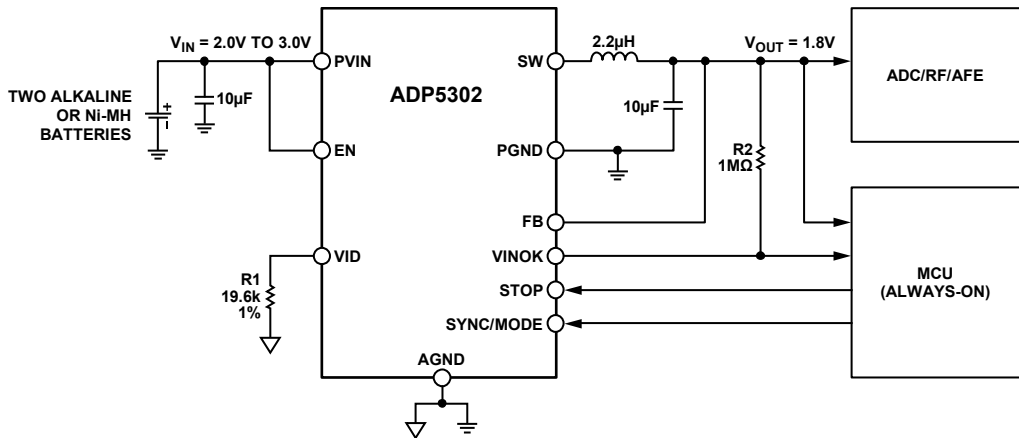 VIN = 2.0V TO 3.0V
PVIN
TWO ALKALINE
OR Ni-MH
BATTERIES
+
–
10µF
EN
VID
R1
19.6k
1%
ADP5302
AGND
SW
PGND
FB
VINOK
STOP
SYNC/MODE
2.2µH
10µF
VOUT = 1.8V
R2
1MΩ
ADC/RF/AFE
MCU
(ALWAYS-ON)